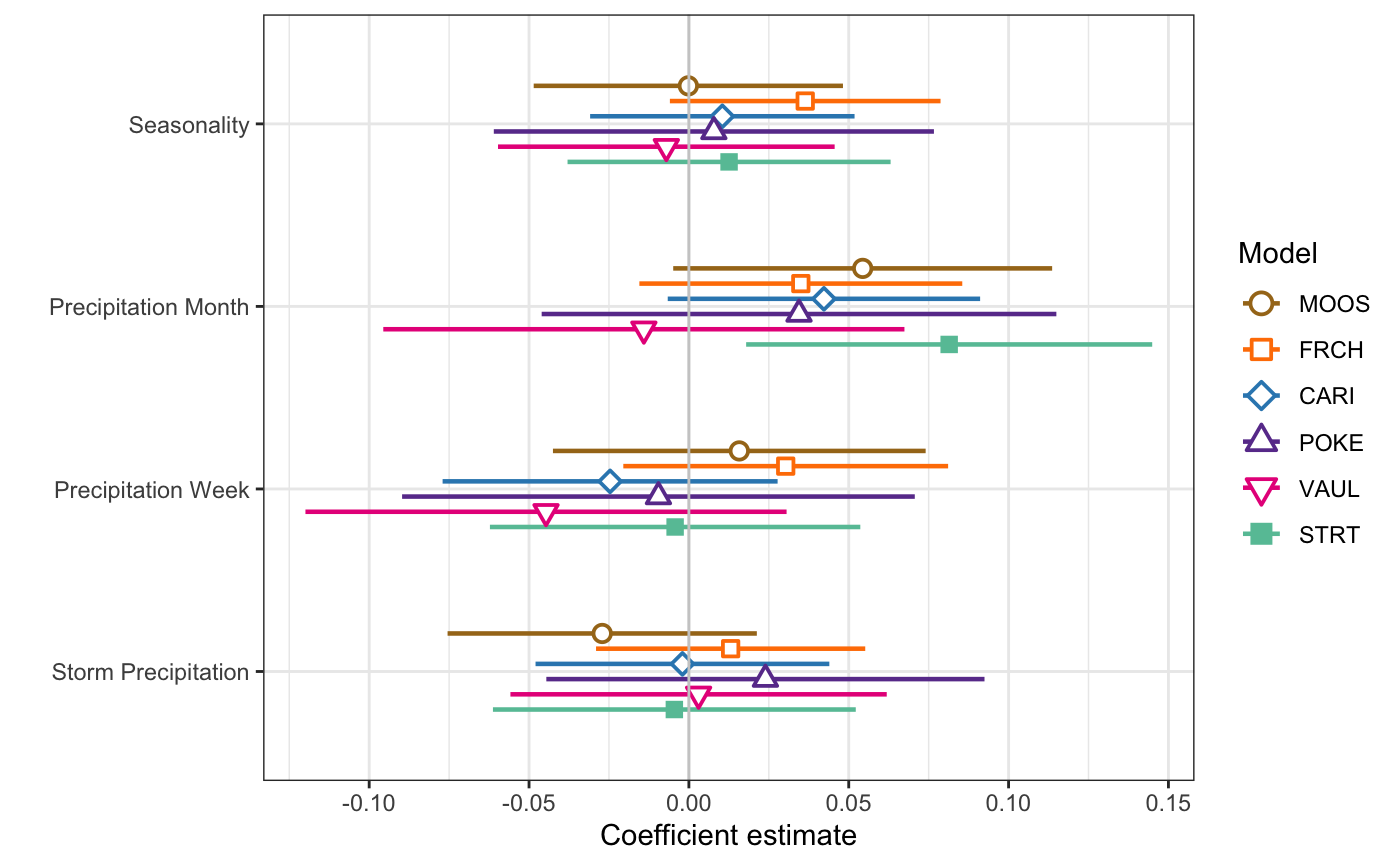 Seasonality
Precipitation Month
Precipitation Week
Storm Precipitation
-0.10
-0.05
0.00
0.05
0.10
0.15
Coefficient estimate
Model
MOOS
FRCH
CARI
POKE
VAUL
STRT